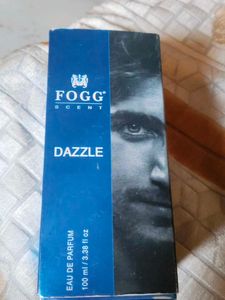 FOGG®
SCENT
DAZZLE
EAU DE PARFUM
100 ml / 3.38 fl oz